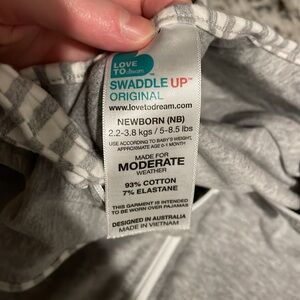 LOVE
TO dream
SWADDLE UP™
ORIGINAL
www.lovetodream.com
NEWBORN (NB)
2.2-3.8 kgs / 5-8.5 lbs
USE ACCORDING TO BABY'S WEIGHT,
APPROXIMATE AGE 0-1 MONTH
MADE FOR
MODERATE
WEATHER
93% COTTON
7% ELASTANE
THIS GARMENT IS INTENDED
TO BE WORN OVER PAJAMAS
DESIGNED IN AUSTRALIA
MADE IN VIETNAM